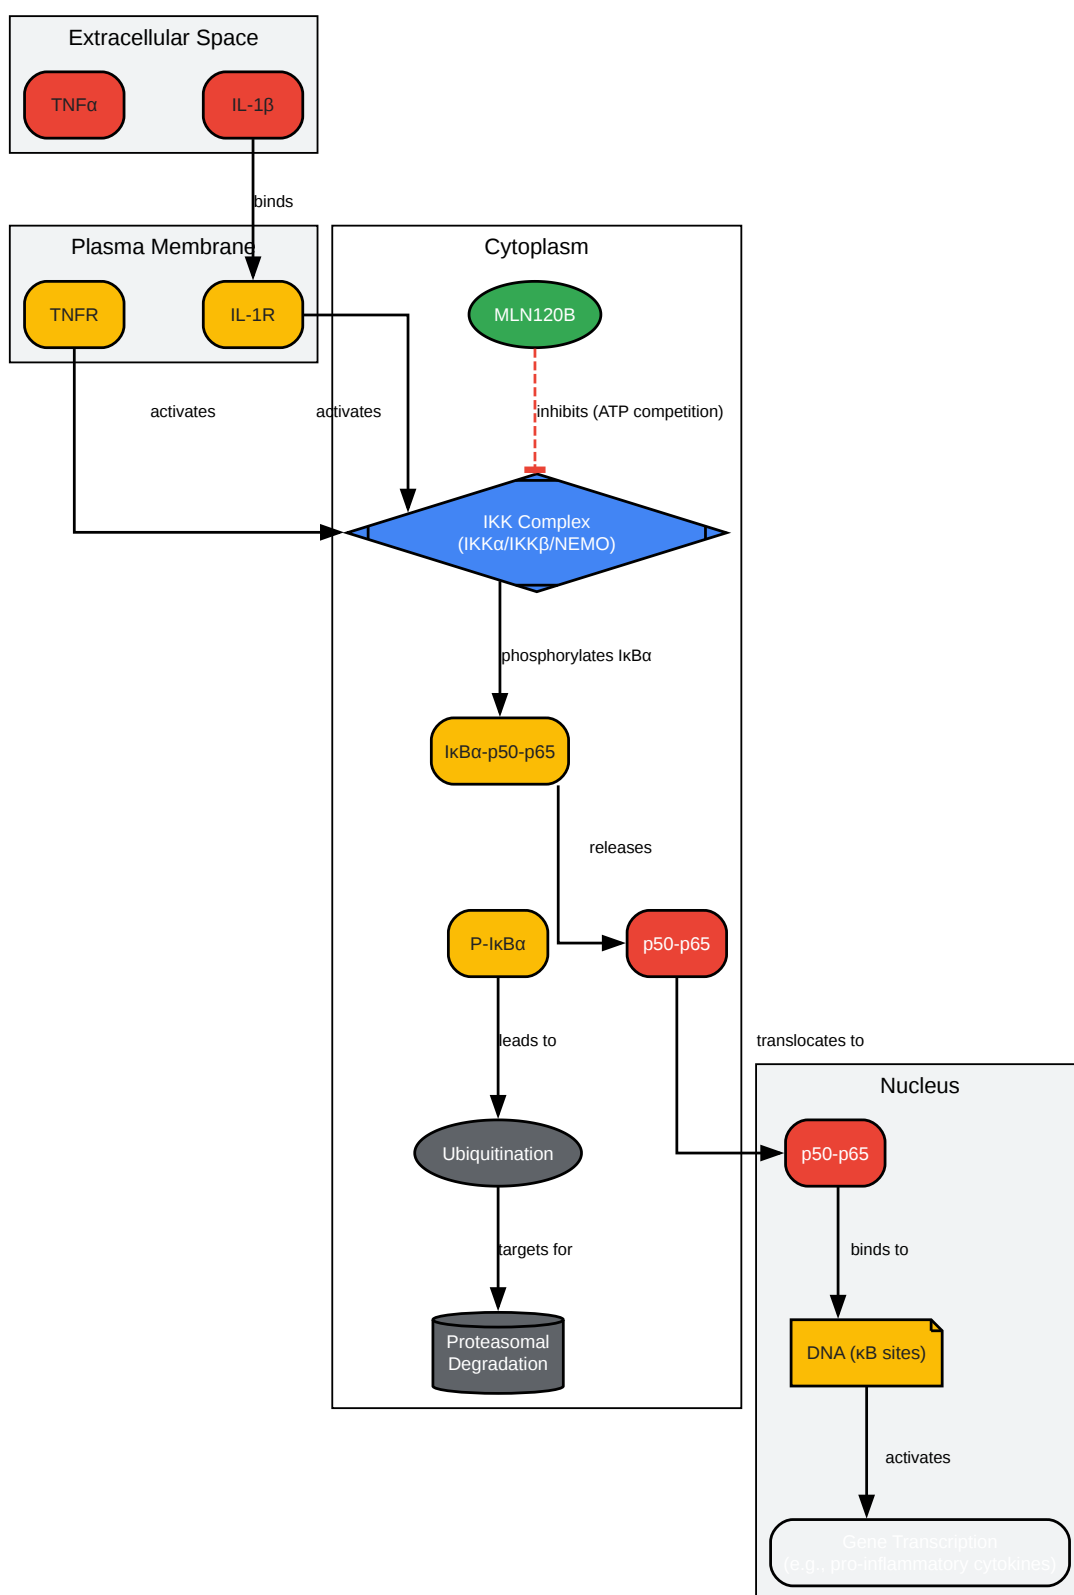 Extracellular Space
TNFα
IL-1β
binds
Plasma Membrane
TNFR
IL-1R
Cytoplasm
MLN120B
activates
activates
inhibits (ATP competition)
IKK Complex
(IKKα/IKKβ/NEMO)
phosphorylates IκBα
IκBα-p50-p65
releases
P-IκBα
p50-p65
leads to
translocates to
Nucleus
Ubiquitination
p50-p65
targets for
binds to
Proteasomal
Degradation
DNA (κB sites)
activates
Gene Transcription
(e.g., pro-inflammatory cytokines)